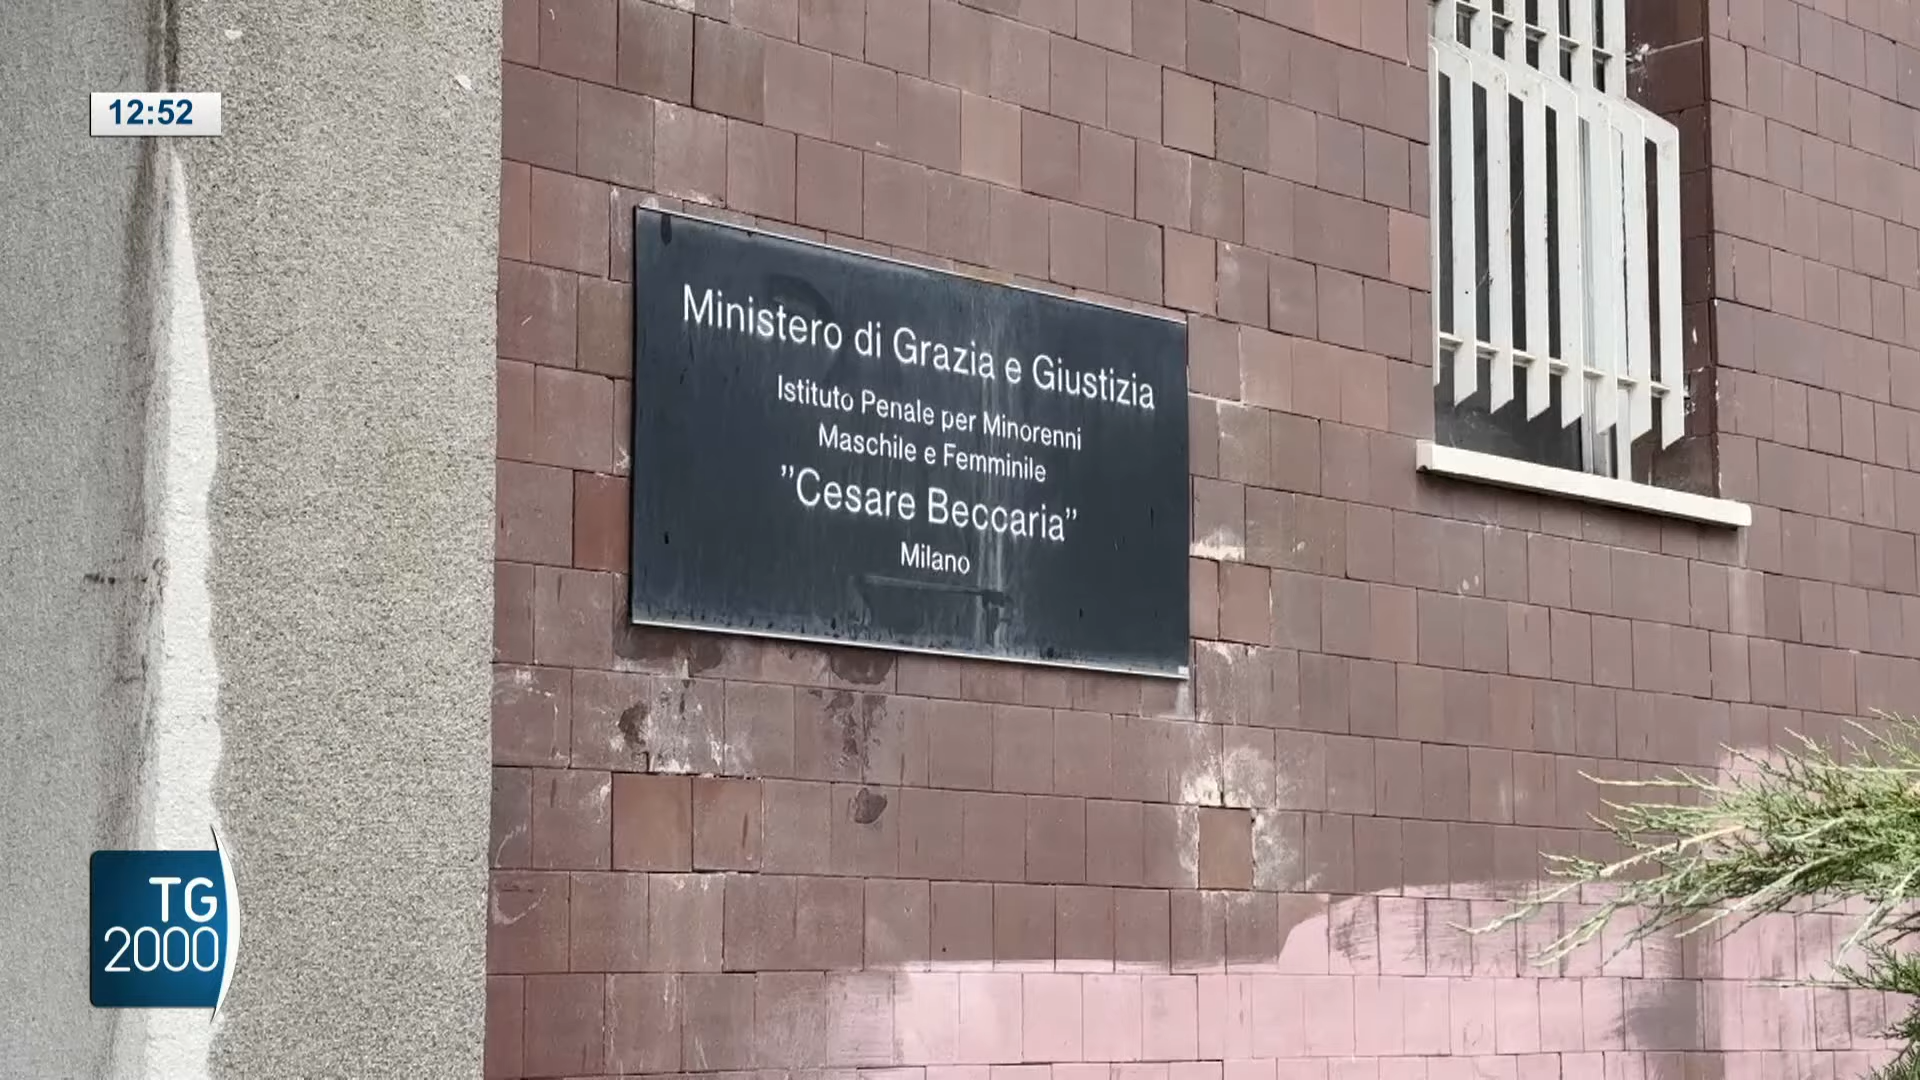 12:52
Ministero di Grazia e Giustizia
Istituto Penale per Minorenni
Maschile e Femminile
”Cesare Beccaria”
Milano
TG
2000